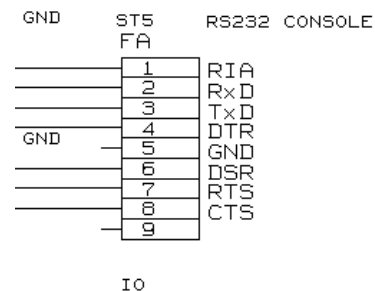 GND ST5 RS232 CONSOLE
FA
1 RIA
2 RxD
3 TxD
4 DTR
GND 5 GND
6 DSR
7 RTS
8 CTS
9
IO